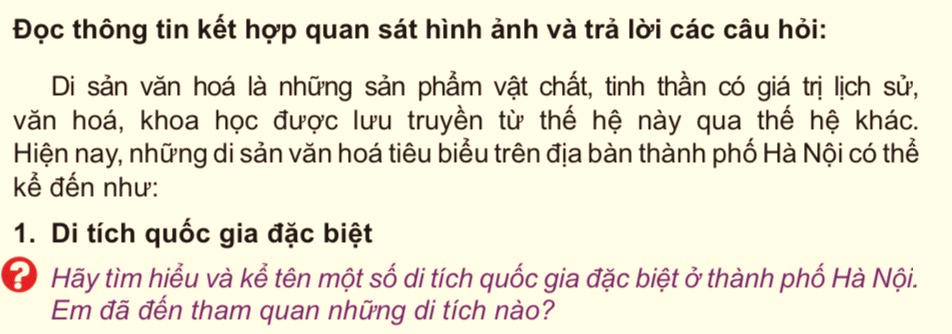 Đọc thông tin kết hợp quan sát hình ảnh và trả lời các câu hỏi:
Di sản văn hoá là những sản phẩm vật chất, tinh thần có giá trị lịch sử,
văn hoá, khoa học được lưu truyền từ thế hệ này qua thế hệ khác.
Hiện nay, những di sản văn hoá tiêu biểu trên địa bàn thành phố Hà Nội có thể
kể đến như:
1. Di tích quốc gia đặc biệt
? Hãy tìm hiểu và kể tên một số di tích quốc gia đặc biệt ở thành phố Hà Nội.
Em đã đến tham quan những di tích nào?